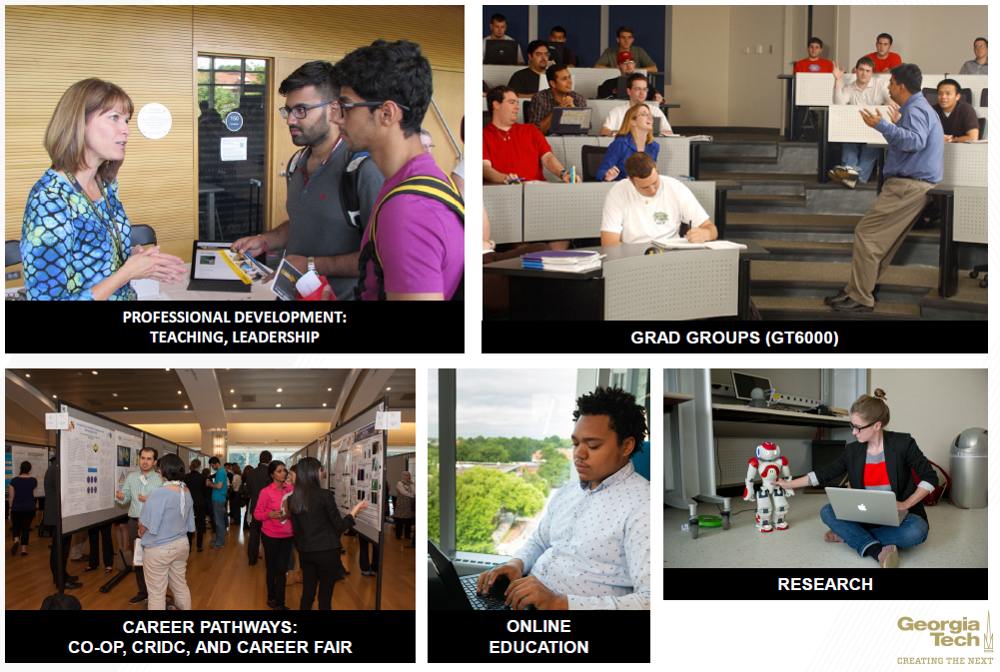 PROFESSIONAL DEVELOPMENT:
TEACHING, LEADERSHIP
GRAD GROUPS (GT6000)
CAREER PATHWAYS:
CO-OP, CRIDC, AND CAREER FAIR
ONLINE
EDUCATION
RESEARCH
Georgia
Tech
CREATING THE NEXT